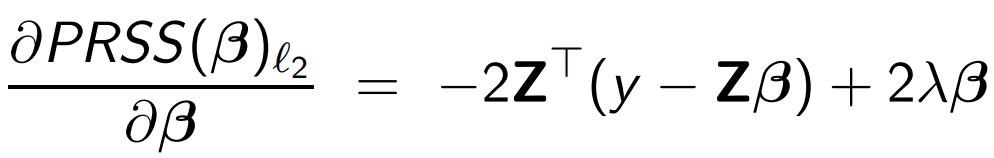 ∂PRSS(β)ℓ₂ / ∂β = −2Z⊤(y − Zβ) + 2λβ